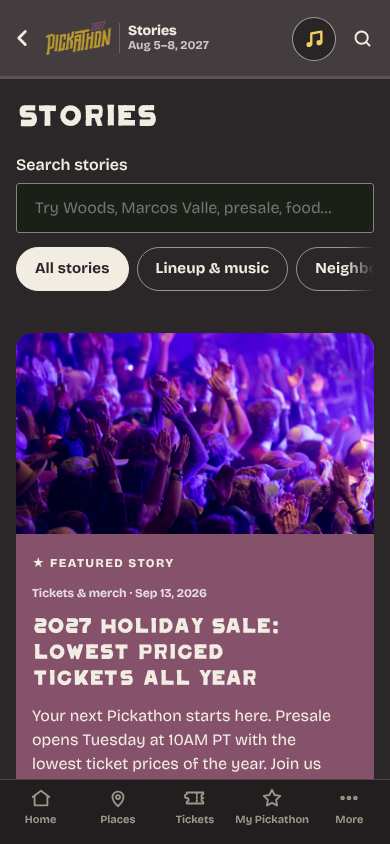 PICKATHON
Stories
Aug 5–8, 2027
STORIES
Search stories
Try Woods, Marcos Valle, presale, food...
All stories
Lineup & music
Neighbo
★ FEATURED STORY
Tickets & merch · Sep 13, 2026
2027 HOLIDAY SALE:
LOWEST PRICED
TICKETS ALL YEAR
Your next Pickathon starts here. Presale
opens Tuesday at 10AM PT with the
lowest ticket prices of the year. Join us
Home
Places
Tickets
My Pickathon
More